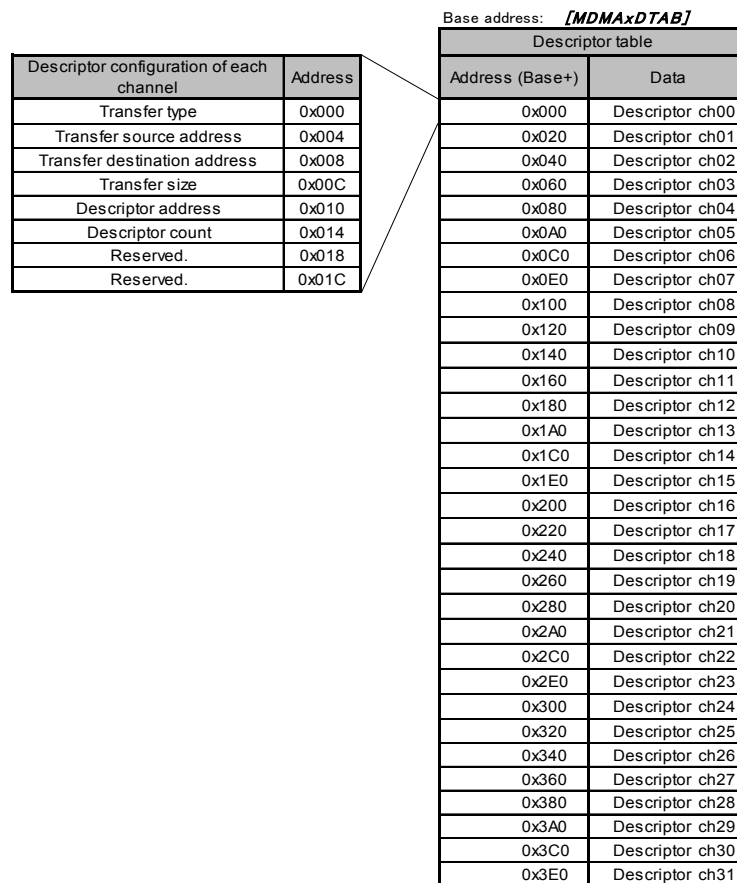 Base address: [MDMAxDTAB]
Descriptor table
Descriptor configuration of each channel Address
Address (Base+) Data
Transfer type 0x000
Transfer source address 0x004
Transfer destination address 0x008
Transfer size 0x00C
Descriptor address 0x010
Descriptor count 0x014
Reserved. 0x018
Reserved. 0x01C
0x000 Descriptor ch00
0x020 Descriptor ch01
0x040 Descriptor ch02
0x060 Descriptor ch03
0x080 Descriptor ch04
0x0A0 Descriptor ch05
0x0C0 Descriptor ch06
0x0E0 Descriptor ch07
0x100 Descriptor ch08
0x120 Descriptor ch09
0x140 Descriptor ch10
0x160 Descriptor ch11
0x180 Descriptor ch12
0x1A0 Descriptor ch13
0x1C0 Descriptor ch14
0x1E0 Descriptor ch15
0x200 Descriptor ch16
0x220 Descriptor ch17
0x240 Descriptor ch18
0x260 Descriptor ch19
0x280 Descriptor ch20
0x2A0 Descriptor ch21
0x2C0 Descriptor ch22
0x2E0 Descriptor ch23
0x300 Descriptor ch24
0x320 Descriptor ch25
0x340 Descriptor ch26
0x360 Descriptor ch27
0x380 Descriptor ch28
0x3A0 Descriptor ch29
0x3C0 Descriptor ch30
0x3E0 Descriptor ch31